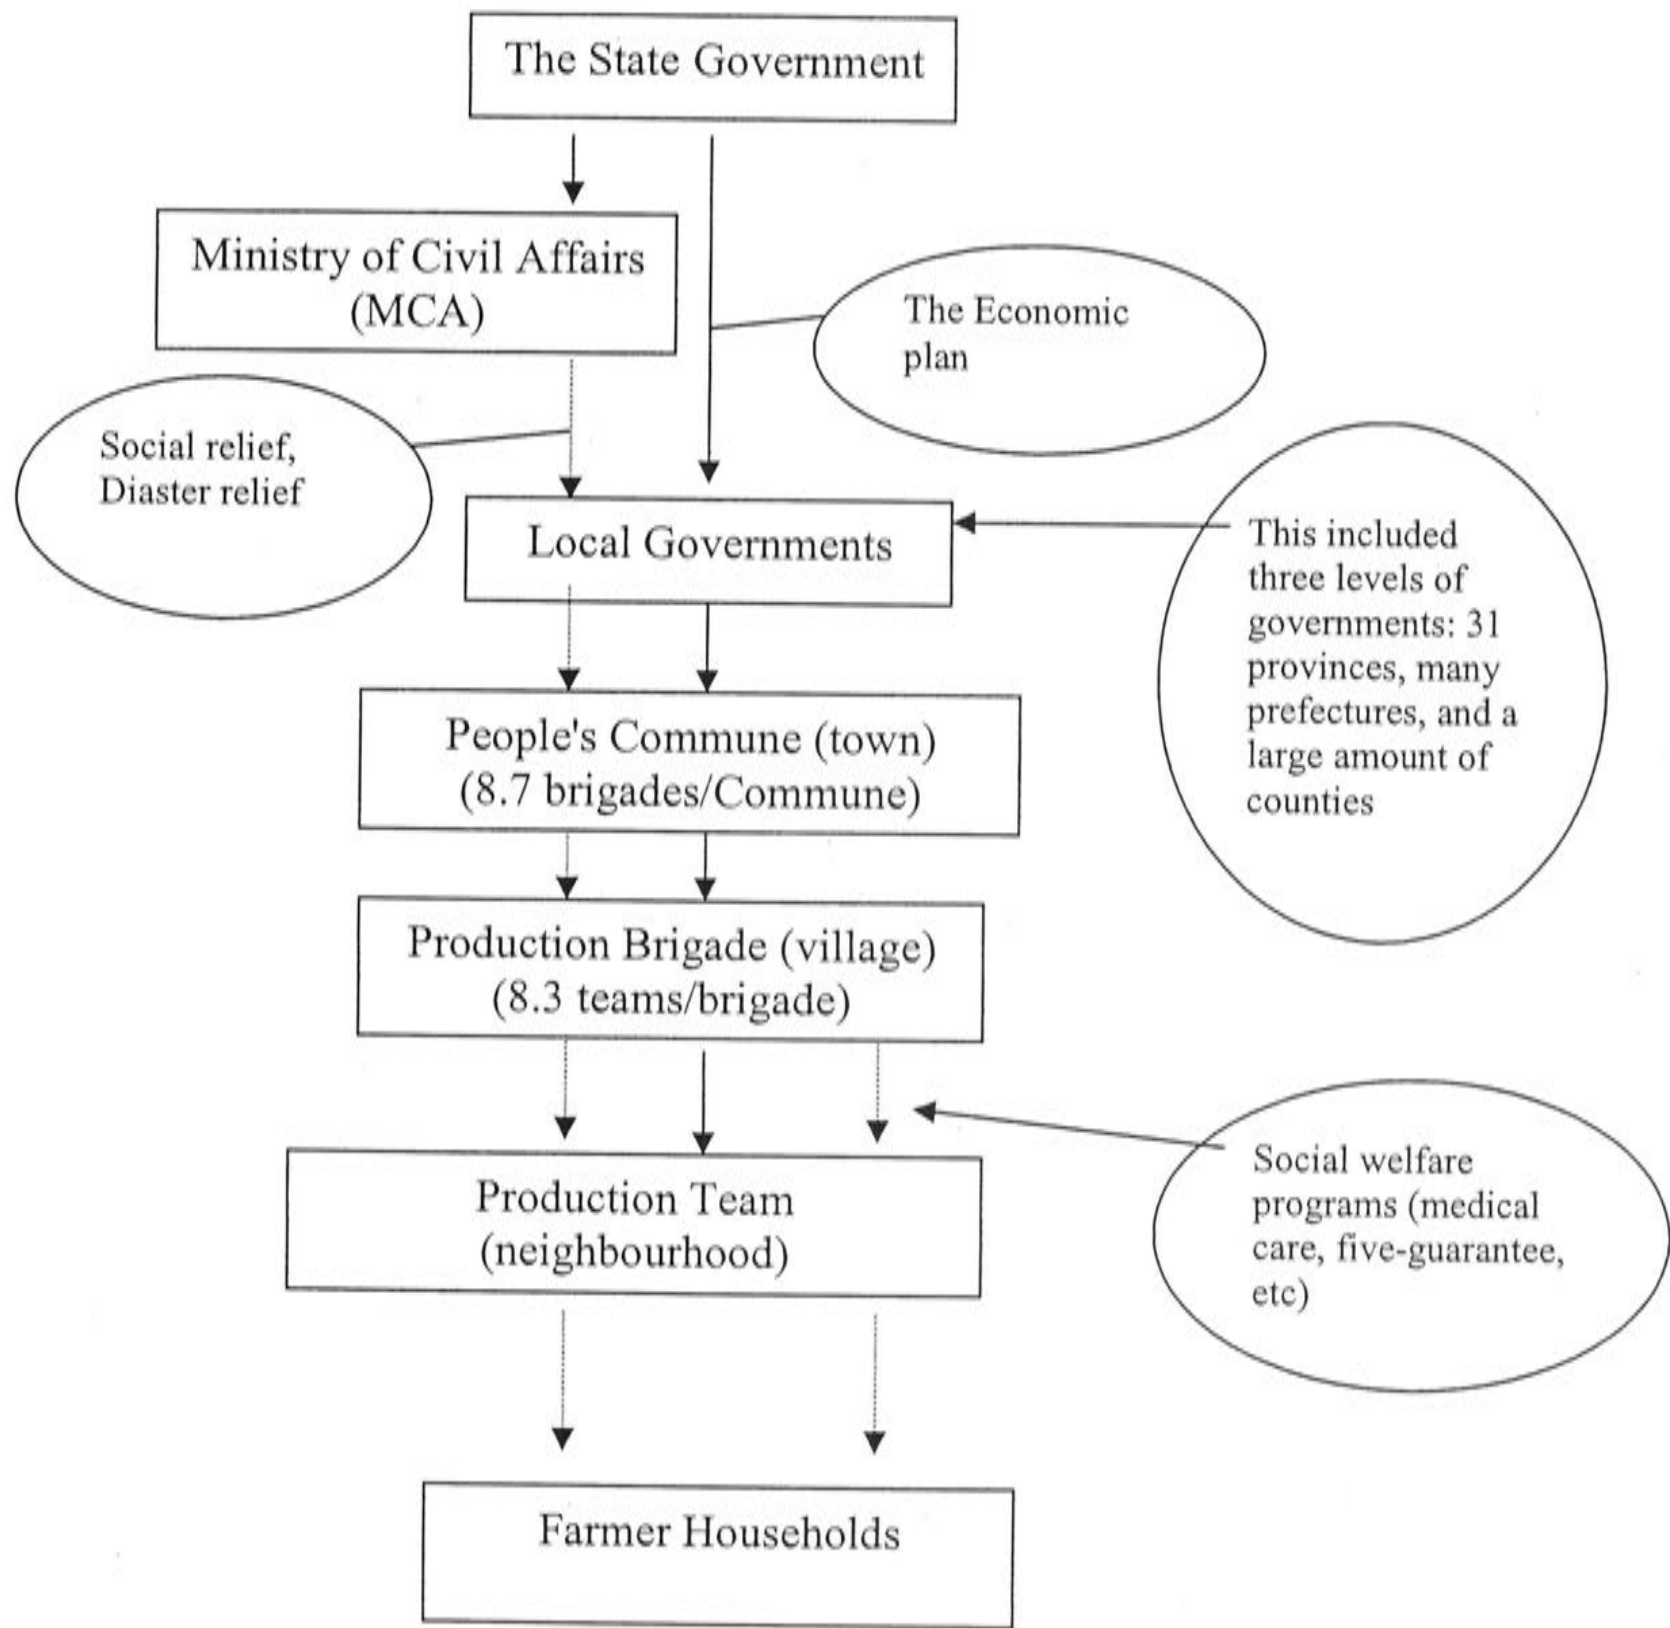 The State Government
Ministry of Civil Affairs
(MCA)
The Economic
plan
Social relief,
Diaster relief
Local Governments
This included
three levels of
governments: 31
provinces, many
prefectures, and a
large amount of
counties
People's Commune (town)
(8.7 brigades/Commune)
Production Brigade (village)
(8.3 teams/brigade)
Production Team
(neighbourhood)
Social welfare
programs (medical
care, five-guarantee,
etc)
Farmer Households